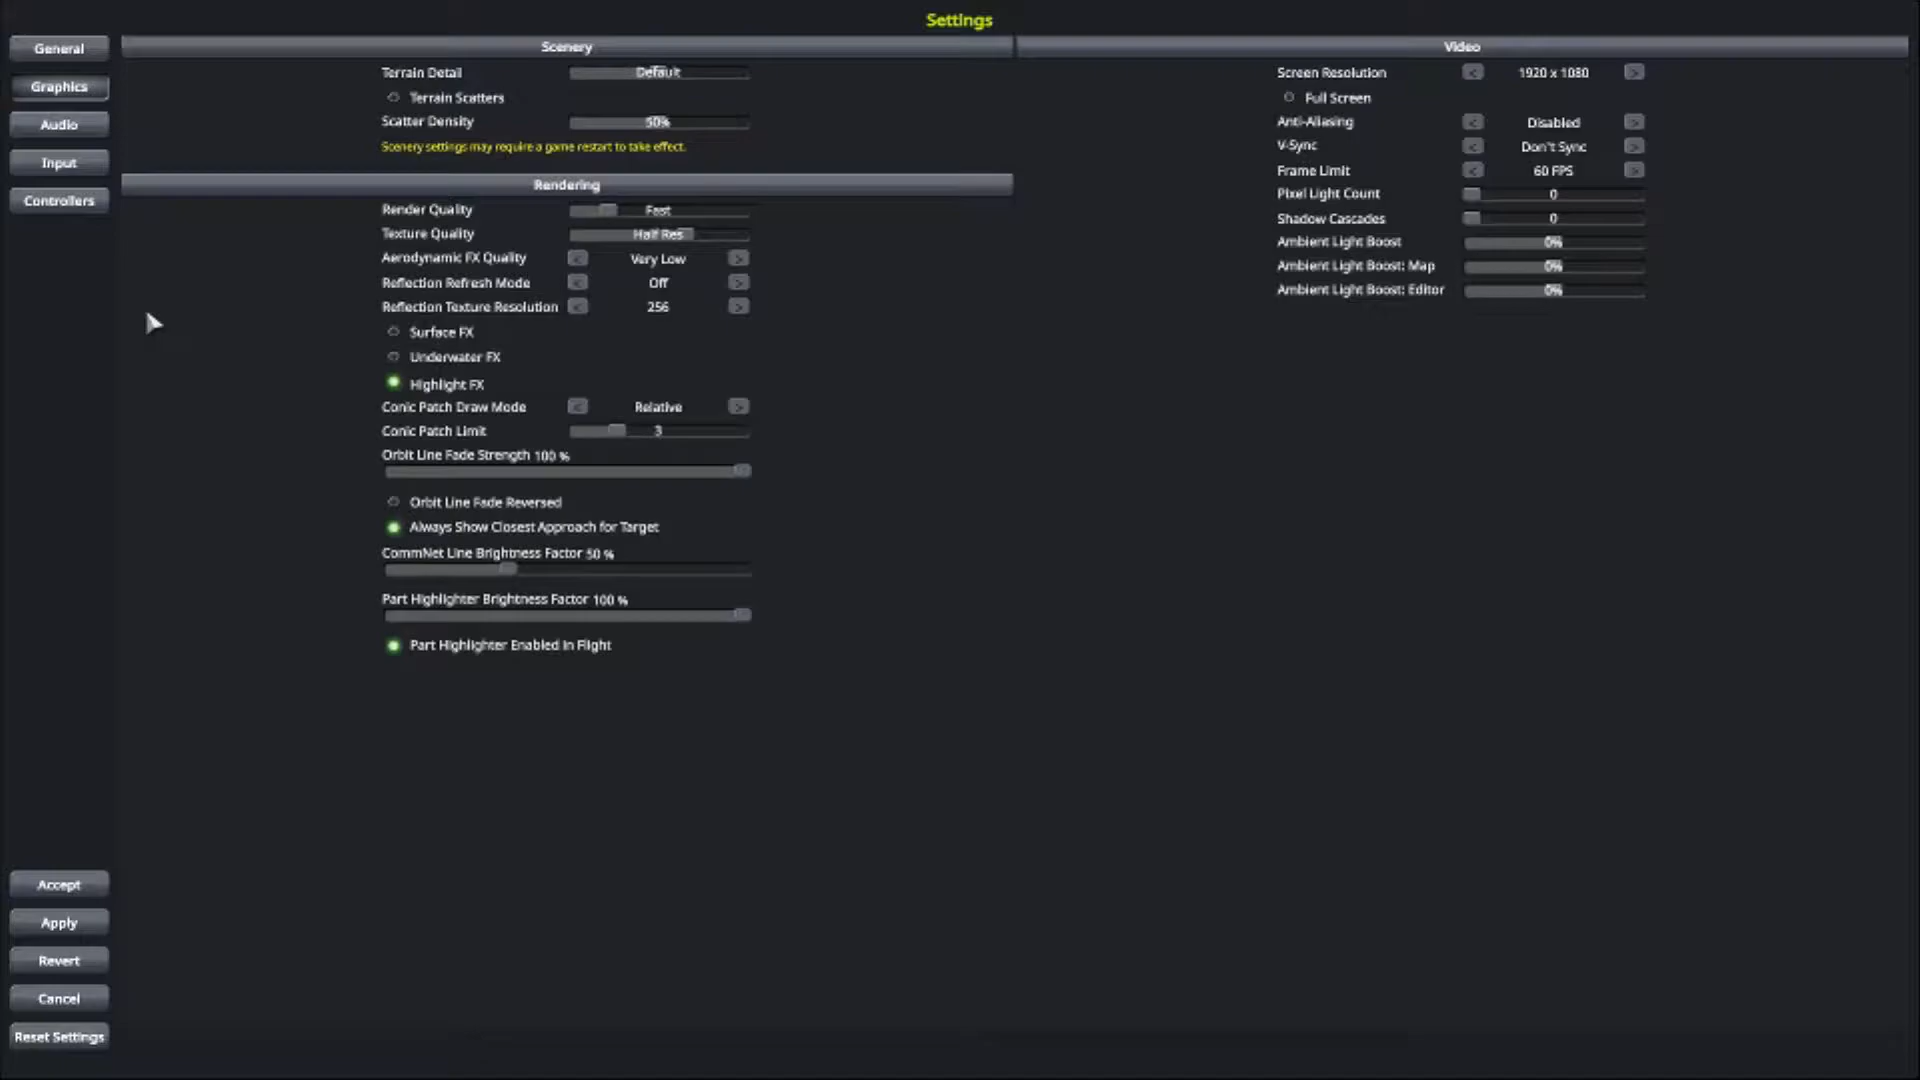 Settings
General
Graphics
Audio
Input
Controllers
Scenery
Terrain Detail Default
Terrain Scatters
Scatter Density 50%
Scenery settings may require a game restart to take effect.
Rendering
Render Quality Fast
Texture Quality Half Res
Aerodynamic FX Quality < Very Low >
Reflection Refresh Mode < Off >
Reflection Texture Resolution < 256 >
Surface FX
Underwater FX
Highlight FX
Conic Patch Draw Mode < Relative >
Conic Patch Limit 3
Orbit Line Fade Strength 100 %
Orbit Line Fade Reversed
Always Show Closest Approach for Target
CommNet Line Brightness Factor 50 %
Part Highlighter Brightness Factor 100 %
Part Highlighter Enabled in Flight
Video
Screen Resolution < 1920 x 1080 >
Full Screen
Anti-Aliasing < Disabled >
V-Sync < Don't Sync >
Frame Limit < 60 FPS >
Pixel Light Count 0
Shadow Cascades 0
Ambient Light Boost 0%
Ambient Light Boost: Map 0%
Ambient Light Boost: Editor 0%
Accept
Apply
Revert
Cancel
Reset Settings